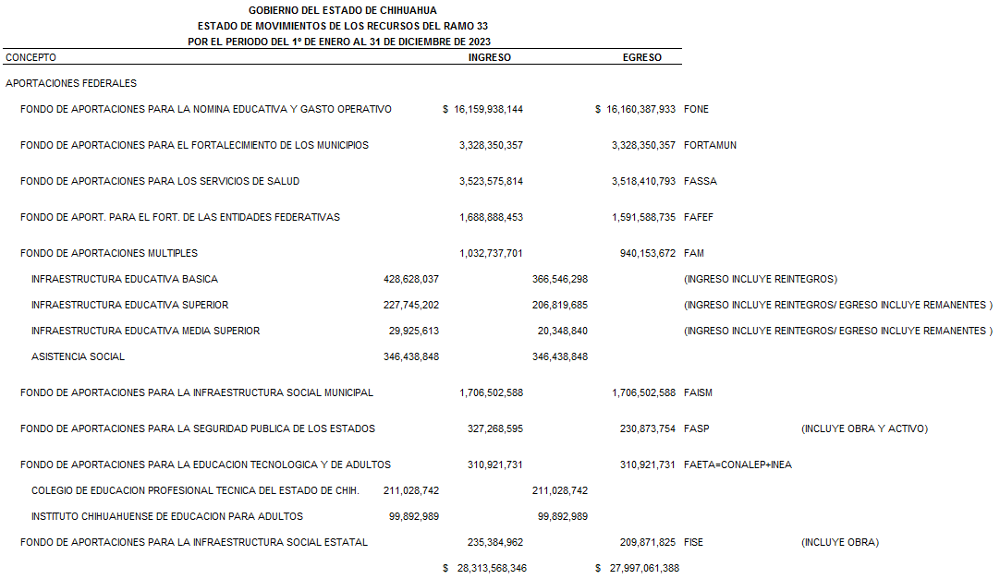 GOBIERNO DEL ESTADO DE CHIHUAHUA
ESTADO DE MOVIMIENTOS DE LOS RECURSOS DEL RAMO 33
POR EL PERIODO DEL 1º DE ENERO AL 31 DE DICIEMBRE DE 2023
CONCEPTO INGRESO EGRESO
APORTACIONES FEDERALES
FONDO DE APORTACIONES PARA LA NOMINA EDUCATIVA Y GASTO OPERATIVO $ 16,159,938,144 $ 16,160,387,933 FONE
FONDO DE APORTACIONES PARA EL FORTALECIMIENTO DE LOS MUNICIPIOS 3,328,350,357 3,328,350,357 FORTAMUN
FONDO DE APORTACIONES PARA LOS SERVICIOS DE SALUD 3,523,575,814 3,518,410,793 FASSA
FONDO DE APORT. PARA EL FORT. DE LAS ENTIDADES FEDERATIVAS 1,688,888,453 1,591,588,735 FAFEF
FONDO DE APORTACIONES MULTIPLES 1,032,737,701 940,153,672 FAM
INFRAESTRUCTURA EDUCATIVA BASICA 428,628,037 366,546,298 (INGRESO INCLUYE REINTEGROS)
INFRAESTRUCTURA EDUCATIVA SUPERIOR 227,745,202 206,819,685 (INGRESO INCLUYE REINTEGROS/ EGRESO INCLUYE REMANENTES )
INFRAESTRUCTURA EDUCATIVA MEDIA SUPERIOR 29,925,613 20,348,840 (INGRESO INCLUYE REINTEGROS/ EGRESO INCLUYE REMANENTES )
ASISTENCIA SOCIAL 346,438,848 346,438,848
FONDO DE APORTACIONES PARA LA INFRAESTRUCTURA SOCIAL MUNICIPAL 1,706,502,588 1,706,502,588 FAISM
FONDO DE APORTACIONES PARA LA SEGURIDAD PUBLICA DE LOS ESTADOS 327,268,595 230,873,754 FASP (INCLUYE OBRA Y ACTIVO)
FONDO DE APORTACIONES PARA LA EDUCACION TECNOLOGICA Y DE ADULTOS 310,921,731 310,921,731 FAETA=CONALEP+INEA
COLEGIO DE EDUCACION PROFESIONAL TECNICA DEL ESTADO DE CHIH. 211,028,742 211,028,742
INSTITUTO CHIHUAHUENSE DE EDUCACION PARA ADULTOS 99,892,989 99,892,989
FONDO DE APORTACIONES PARA LA INFRAESTRUCTURA SOCIAL ESTATAL 235,384,962 209,871,825 FISE (INCLUYE OBRA)
$ 28,313,568,346 $ 27,997,061,388